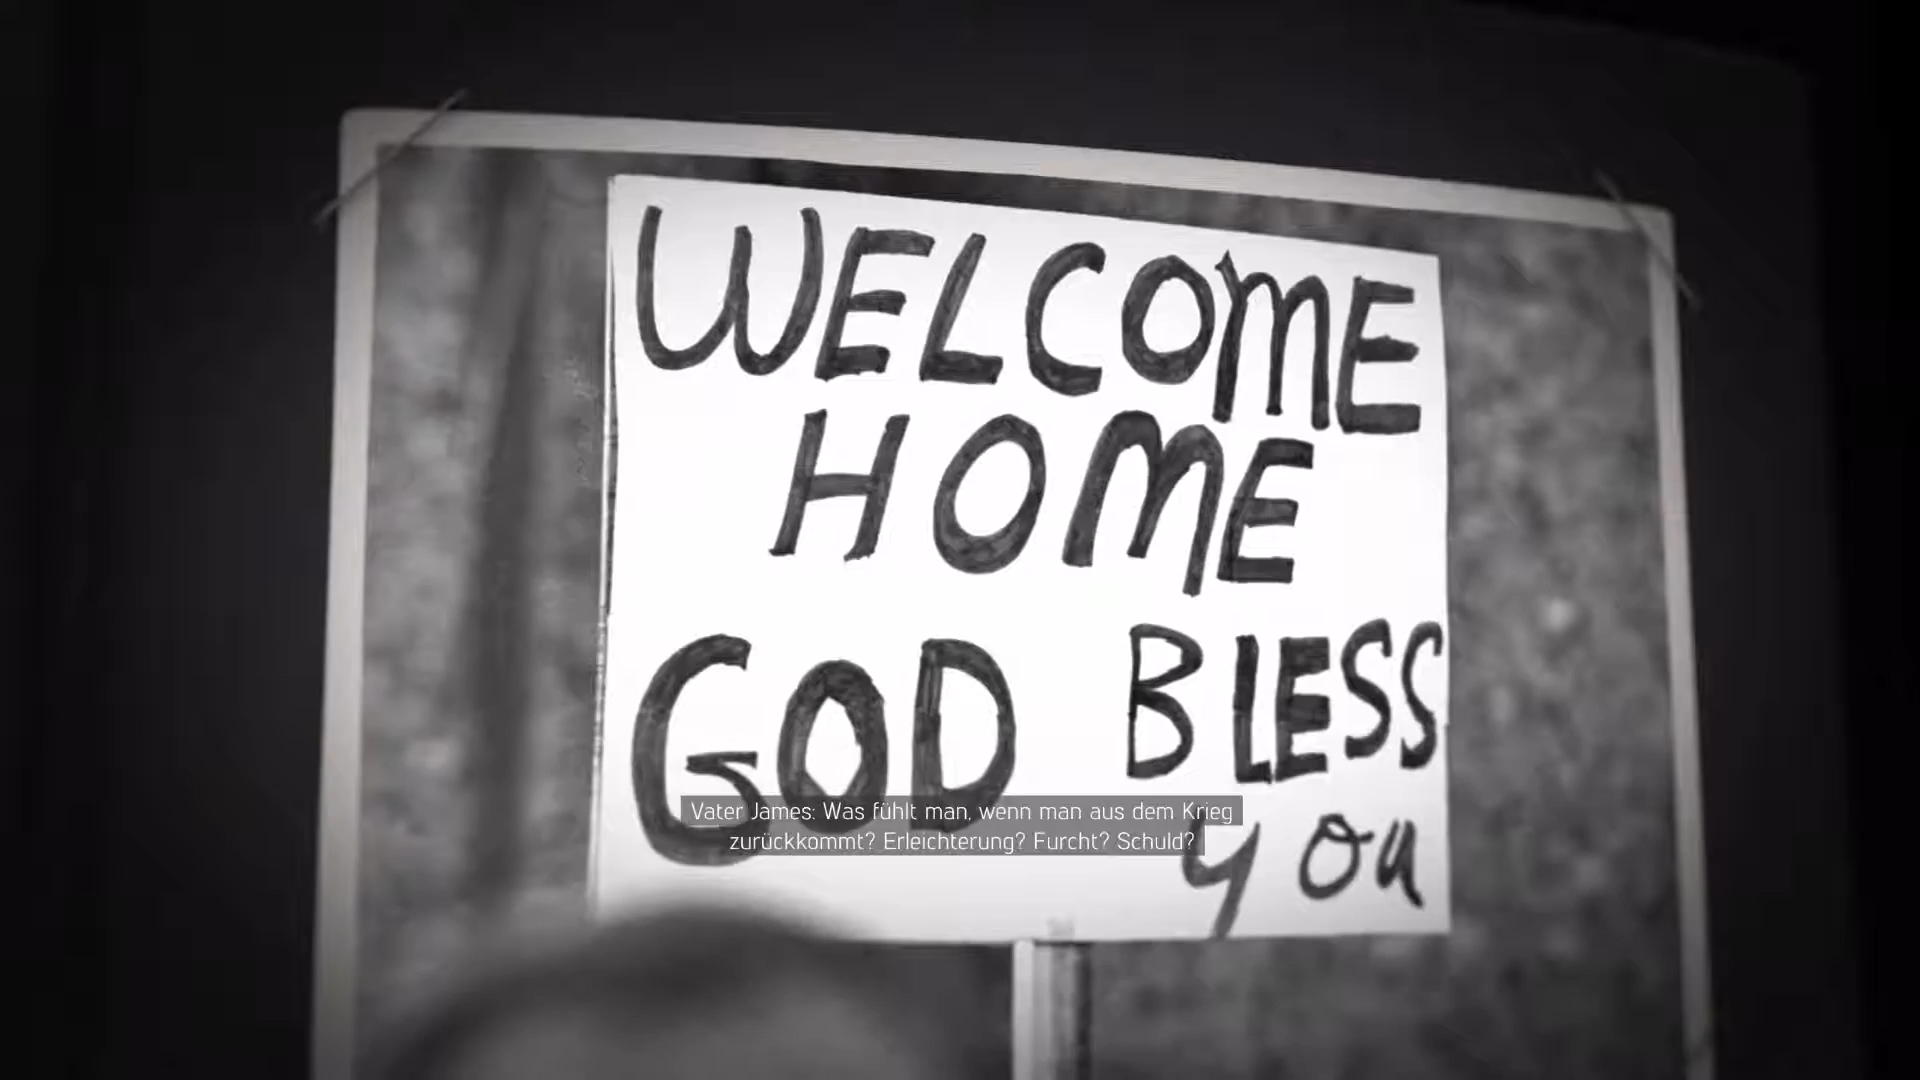 WELCOME
HOME
GOD BLESS
you
Vater James: Was fühlt man, wenn man aus dem Krieg
zurückkommt? Erleichterung? Furcht? Schuld?